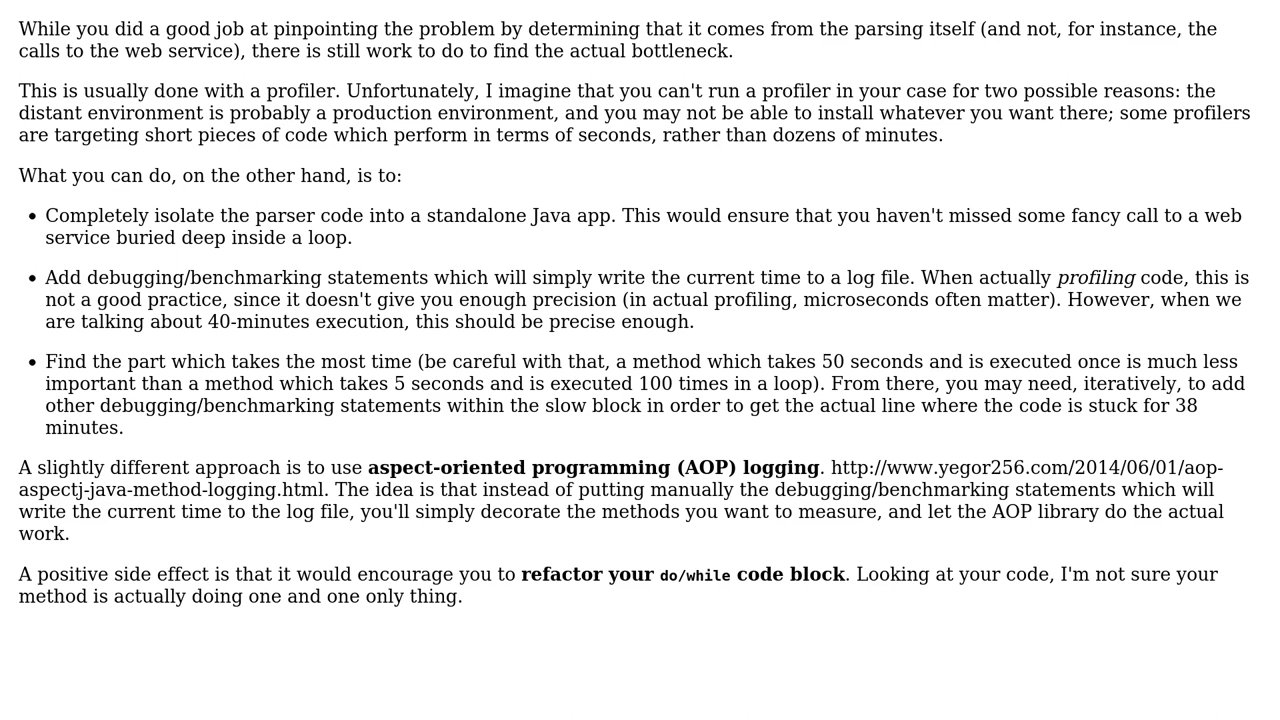 While you did a good job at pinpointing the problem by determining that it comes from the parsing itself (and not, for instance, the
calls to the web service), there is still work to do to find the actual bottleneck.
This is usually done with a profiler. Unfortunately, I imagine that you can't run a profiler in your case for two possible reasons: the
distant environment is probably a production environment, and you may not be able to install whatever you want there; some profilers
are targeting short pieces of code which perform in terms of seconds, rather than dozens of minutes.
What you can do, on the other hand, is to:
• Completely isolate the parser code into a standalone Java app. This would ensure that you haven't missed some fancy call to a web
service buried deep inside a loop.
• Add debugging/benchmarking statements which will simply write the current time to a log file. When actually profiling code, this is
not a good practice, since it doesn't give you enough precision (in actual profiling, microseconds often matter). However, when we
are talking about 40-minutes execution, this should be precise enough.
• Find the part which takes the most time (be careful with that, a method which takes 50 seconds and is executed once is much less
important than a method which takes 5 seconds and is executed 100 times in a loop). From there, you may need, iteratively, to add
other debugging/benchmarking statements within the slow block in order to get the actual line where the code is stuck for 38
minutes.
A slightly different approach is to use aspect-oriented programming (AOP) logging. http://www.yegor256.com/2014/06/01/aop-
aspectj-java-method-logging.html. The idea is that instead of putting manually the debugging/benchmarking statements which will
write the current time to the log file, you'll simply decorate the methods you want to measure, and let the AOP library do the actual
work.
A positive side effect is that it would encourage you to refactor your do/while code block. Looking at your code, I'm not sure your
method is actually doing one and one only thing.